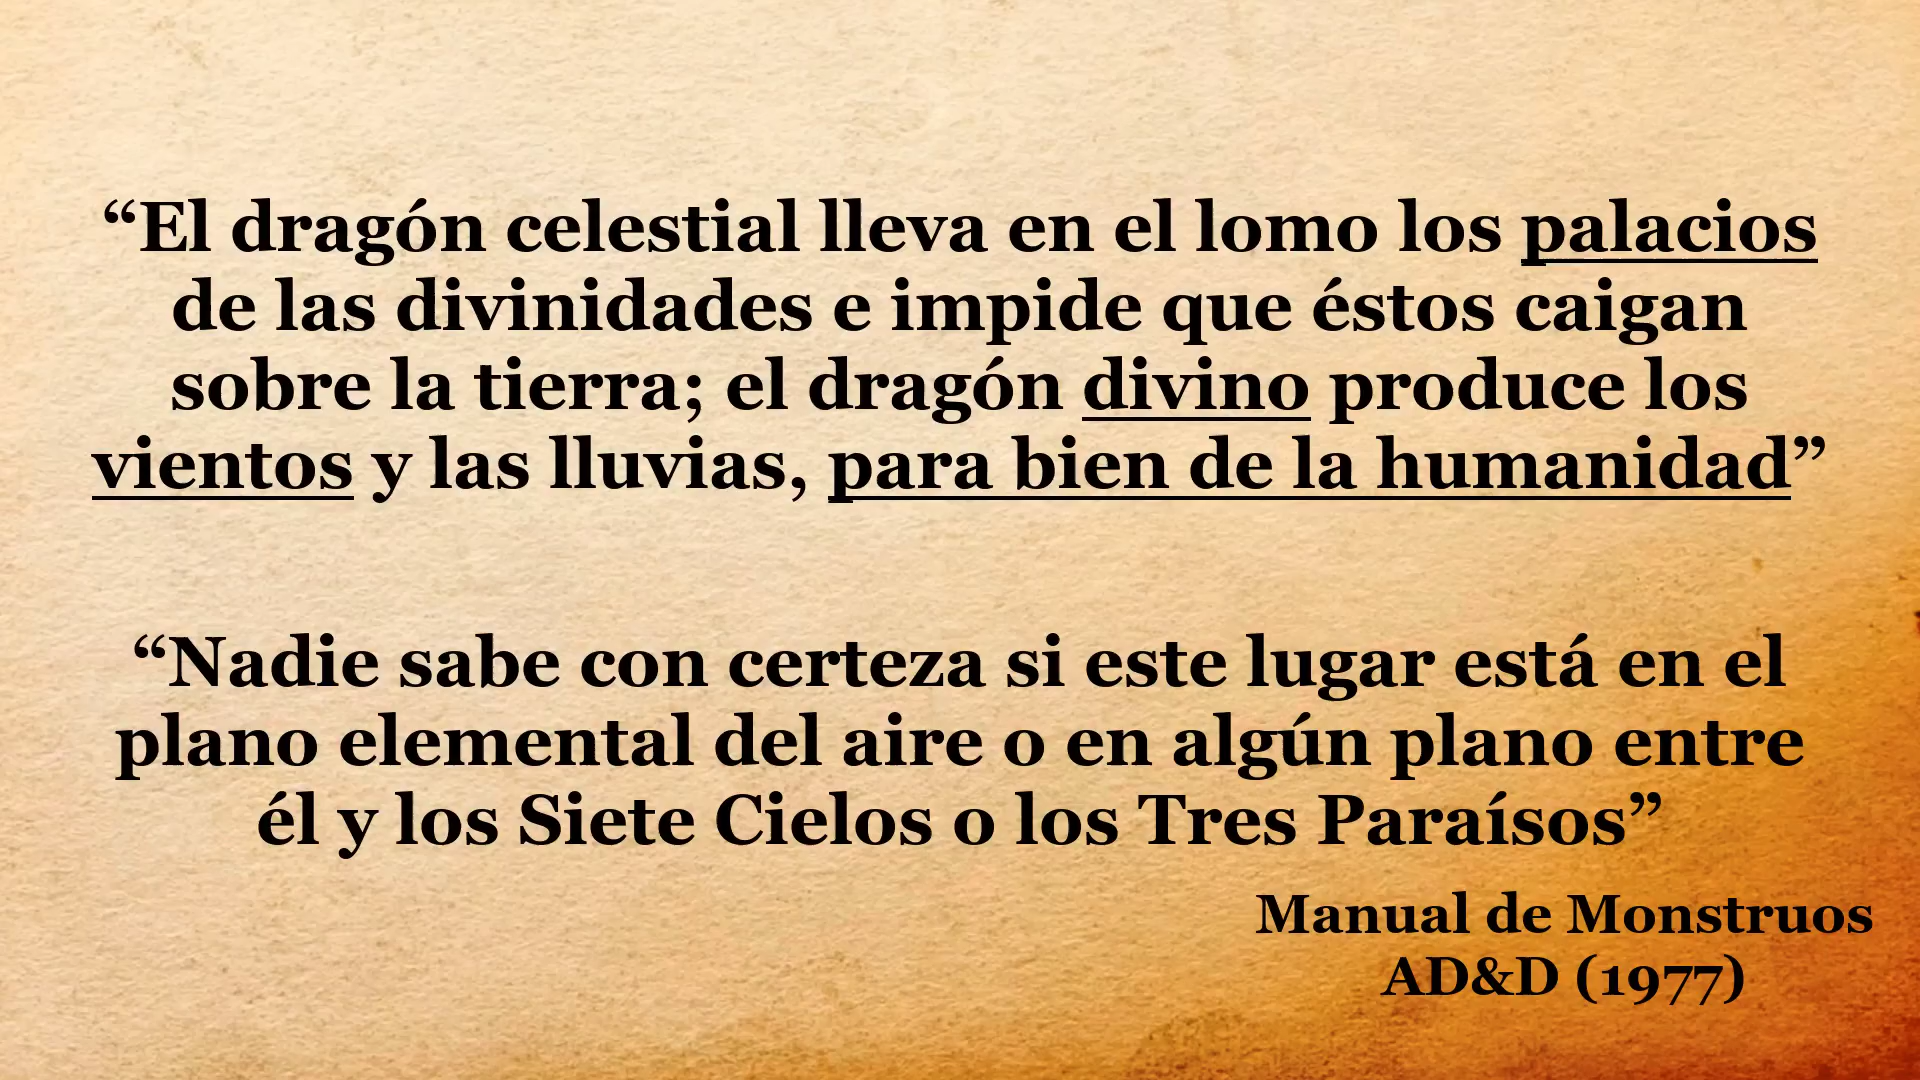 “El dragón celestial lleva en el lomo los palacios
de las divinidades e impide que éstos caigan
sobre la tierra; el dragón divino produce los
vientos y las lluvias, para bien de la humanidad”
“Nadie sabe con certeza si este lugar está en el
plano elemental del aire o en algún plano entre
él y los Siete Cielos o los Tres Paraísos”
Manual de Monstruos
AD&D (1977)